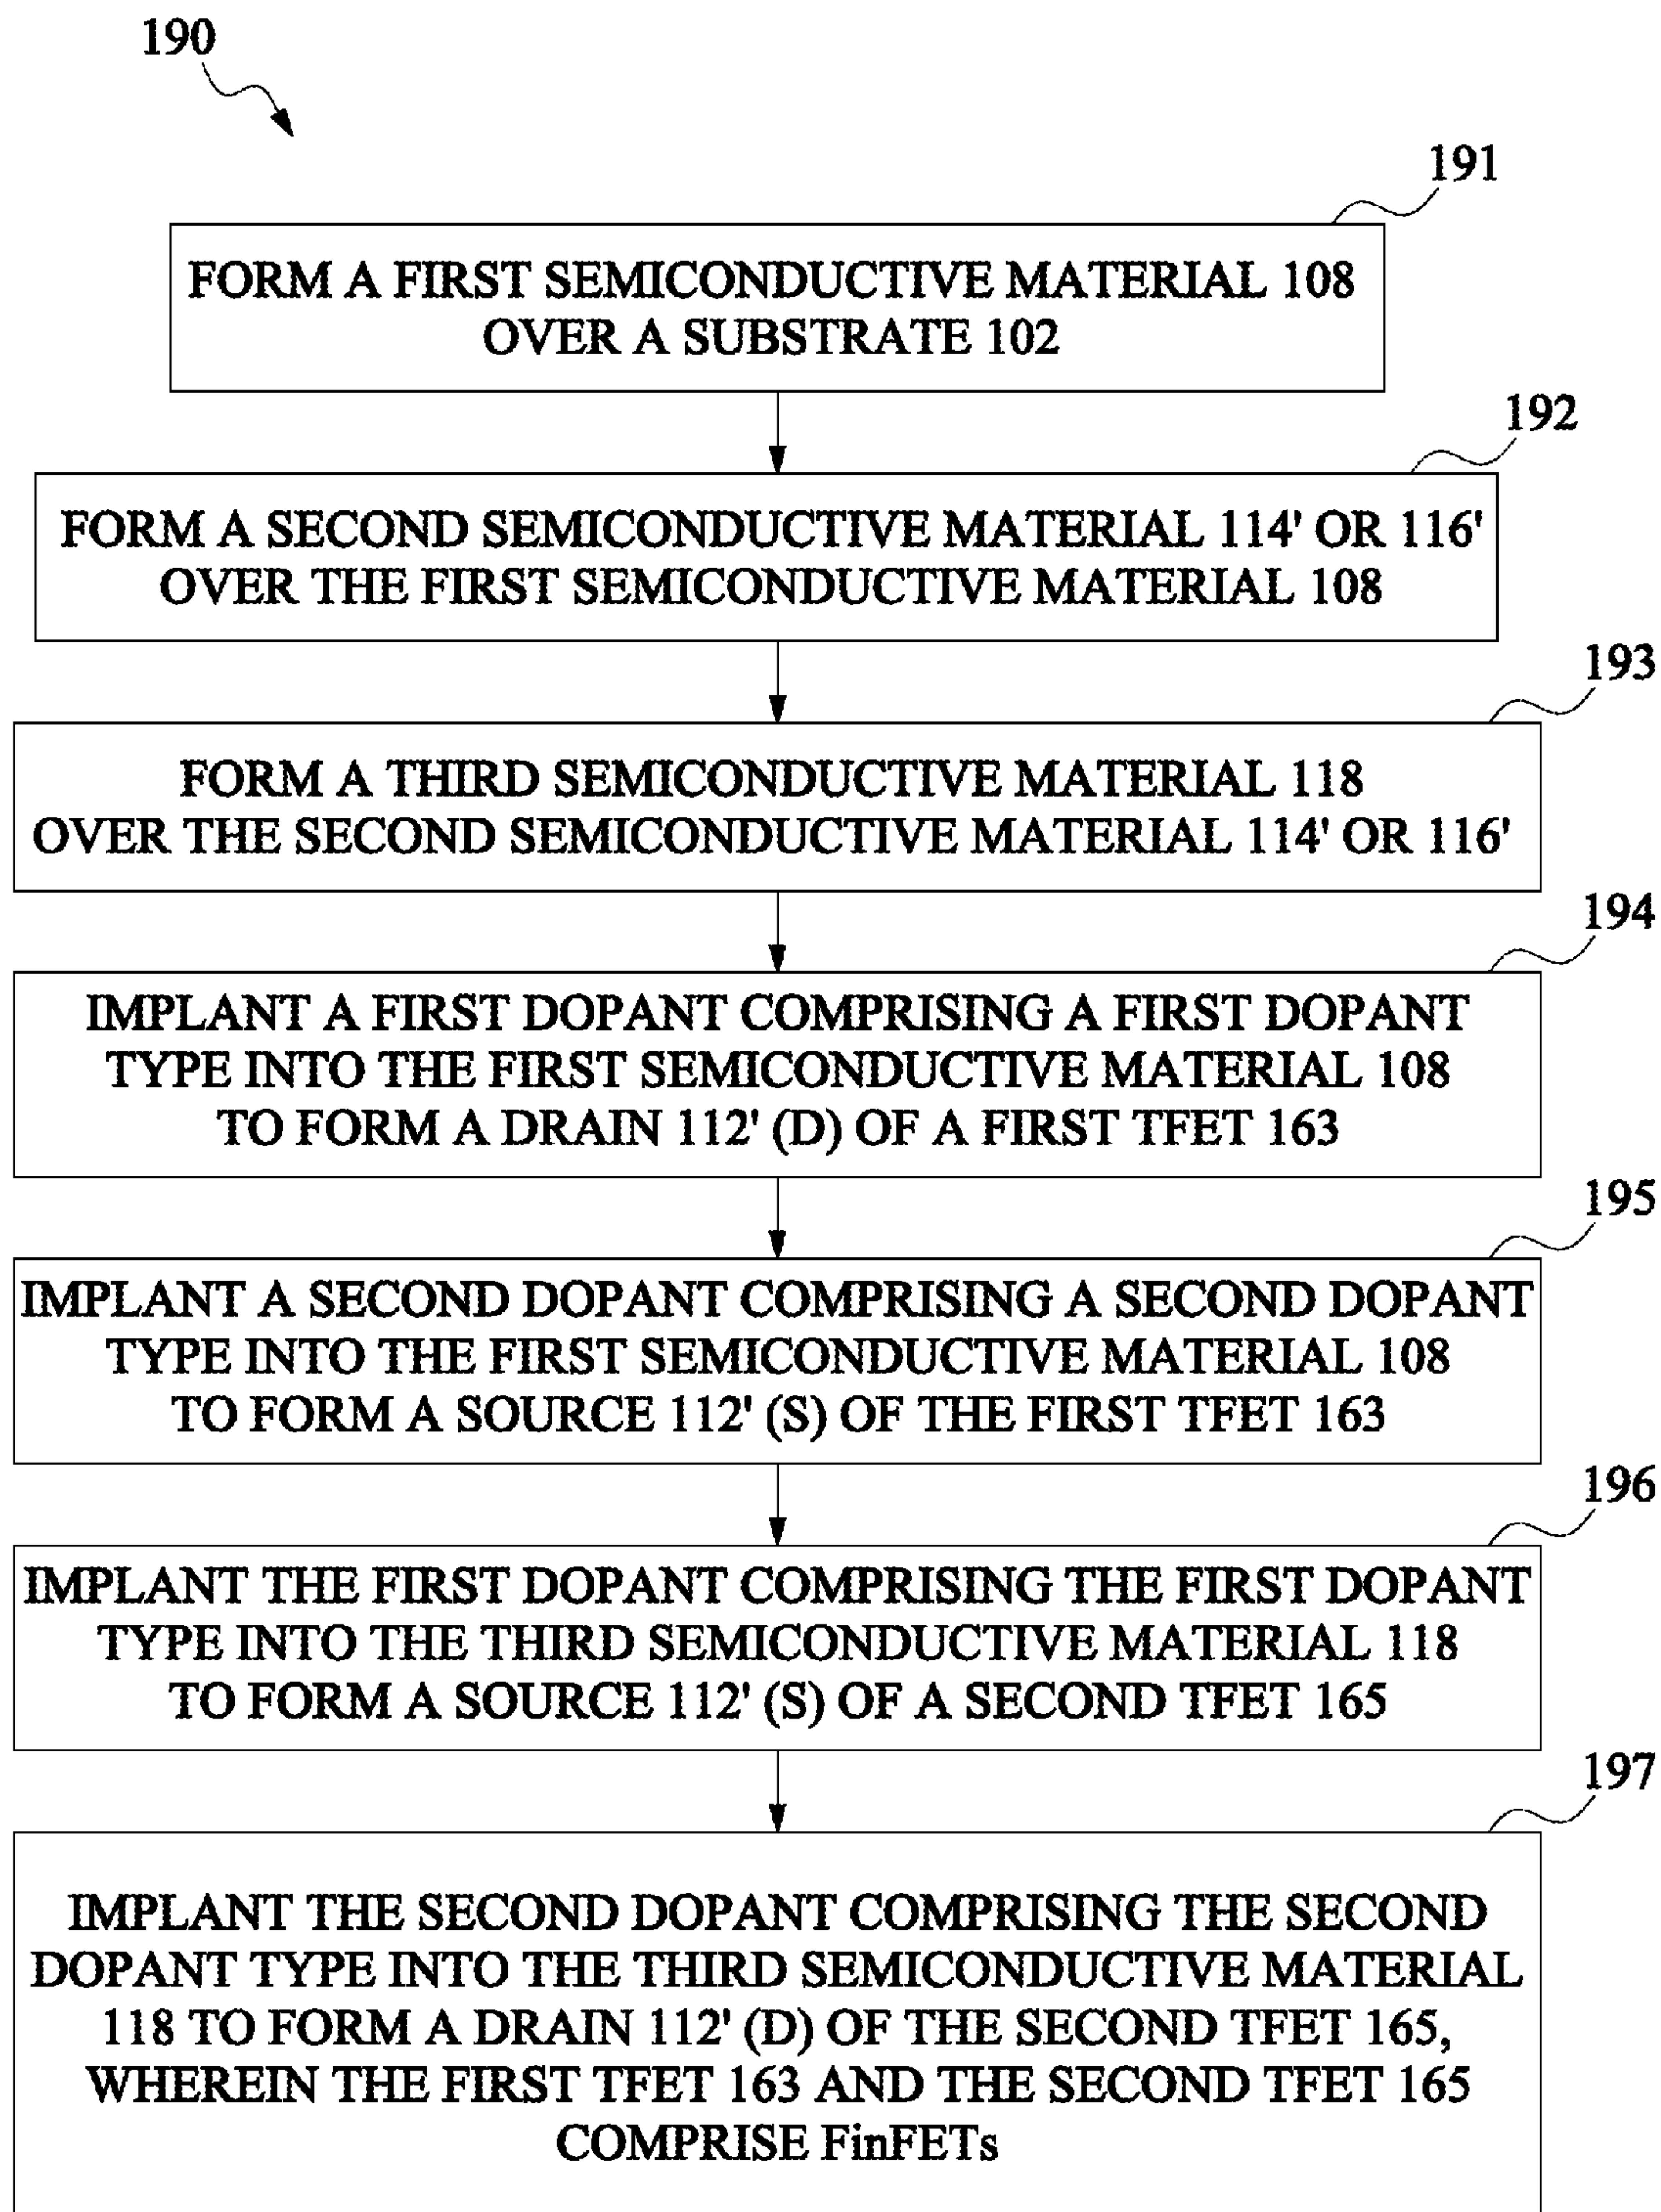 190
191
FORM A FIRST SEMICONDUCTIVE MATERIAL 108
OVER A SUBSTRATE 102
192
FORM A SECOND SEMICONDUCTIVE MATERIAL 114' OR 116'
OVER THE FIRST SEMICONDUCTIVE MATERIAL 108
193
FORM A THIRD SEMICONDUCTIVE MATERIAL 118
OVER THE SECOND SEMICONDUCTIVE MATERIAL 114' OR 116'
194
IMPLANT A FIRST DOPANT COMPRISING A FIRST DOPANT
TYPE INTO THE FIRST SEMICONDUCTIVE MATERIAL 108
TO FORM A DRAIN 112' (D) OF A FIRST TFET 163
195
IMPLANT A SECOND DOPANT COMPRISING A SECOND DOPANT
TYPE INTO THE FIRST SEMICONDUCTIVE MATERIAL 108
TO FORM A SOURCE 112' (S) OF THE FIRST TFET 163
196
IMPLANT THE FIRST DOPANT COMPRISING THE FIRST DOPANT
TYPE INTO THE THIRD SEMICONDUCTIVE MATERIAL 118
TO FORM A SOURCE 112' (S) OF A SECOND TFET 165
197
IMPLANT THE SECOND DOPANT COMPRISING THE SECOND
DOPANT TYPE INTO THE THIRD SEMICONDUCTIVE MATERIAL
118 TO FORM A DRAIN 112' (D) OF THE SECOND TFET 165,
WHEREIN THE FIRST TFET 163 AND THE SECOND TFET 165
COMPRISE FinFETs